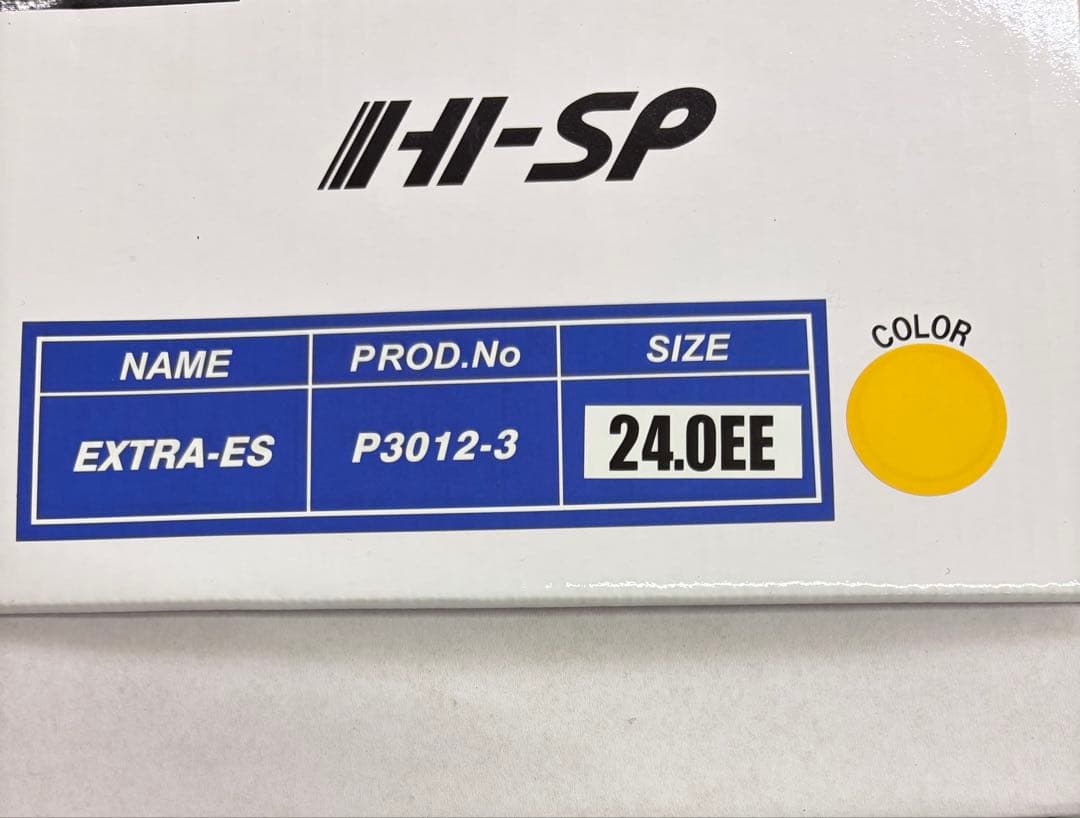 HI-SP
NAME PROD.No SIZE
EXTRA-ES P3012-3 24.0EE
COLOR